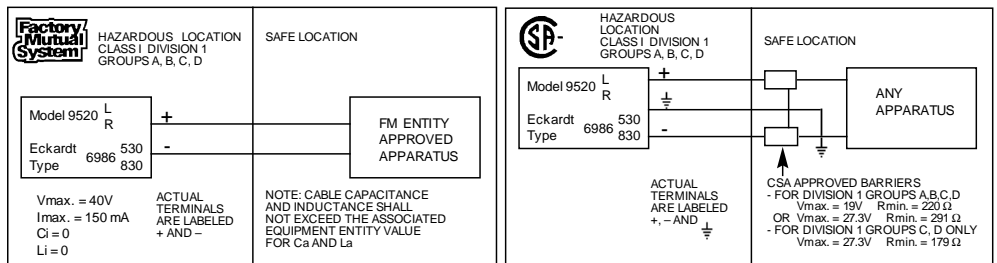 Factory
Mutual
System
HAZARDOUS LOCATION
CLASS I DIVISION 1
GROUPS A, B, C, D
SAFE LOCATION
Model 9520 L
R
Eckardt 6986 530
Type 830
+
-
FM ENTITY
APPROVED
APPARATUS
Vmax. = 40V
Imax. = 150 mA
Ci = 0
Li = 0
ACTUAL
TERMINALS
ARE LABELED
+ AND –
NOTE: CABLE CAPACITANCE
AND INDUCTANCE SHALL
NOT EXCEED THE ASSOCIATED
EQUIPMENT ENTITY VALUE
FOR Ca AND La
SA -
HAZARDOUS
LOCATION
CLASS I DIVISION 1
GROUPS A, B, C, D
SAFE LOCATION
Model 9520 L
R
Eckardt 6986 530
Type 830
+
-
ANY
APPARATUS
ACTUAL
TERMINALS
ARE LABELED
+, – AND ⏚
CSA APPROVED BARRIERS
- FOR DIVISION 1 GROUPS A,B,C,D
Vmax. = 19V Rmin. = 220 Ω
OR Vmax. = 27.3V Rmin. = 291 Ω
- FOR DIVISION 1 GROUPS C, D ONLY
Vmax. = 27.3V Rmin. = 179 Ω